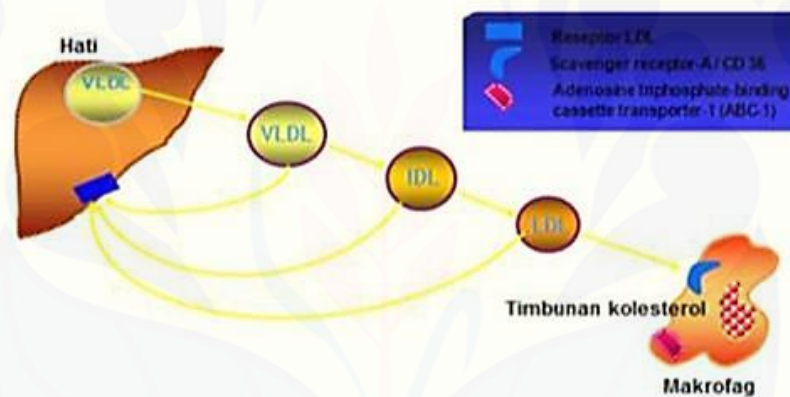 Hati
VLDL
VLDL
IDL
LDL
Reseptor LDL
Scavenger receptor-A / CD 36
Adenosine triphosphate-binding
cassette transporter-1 (ABC-1)
Timbunan kolesterol
Makrofag